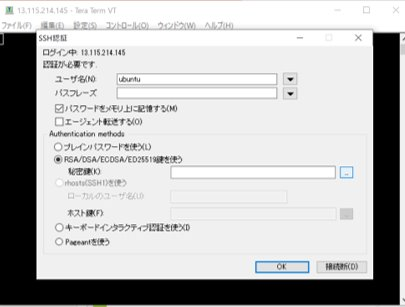 13.115.214.145 - Tera Term VT
ファイル(F) 編集(E) 設定(S) コントロール(O) ウィンドウ(W) ヘルプ(H)
SSH認証
ログイン中: 13.115.214.145
認証が必要です.
ユーザ名(N): ubuntu
パスフレーズ
パスワードをメモリ上に記憶する(M)
エージェント転送する(O)
Authentication methods
プレインパスワードを使う(L)
RSA/DSA/ECDSA/ED25519鍵を使う
秘密鍵(K): ...
rhosts(SSH1)を使う
ローカルのユーザ名(U)
ホスト鍵(F): ...
キーボードインタラクティブ認証を使う(I
Pageantを使う
OK 接続断(D)